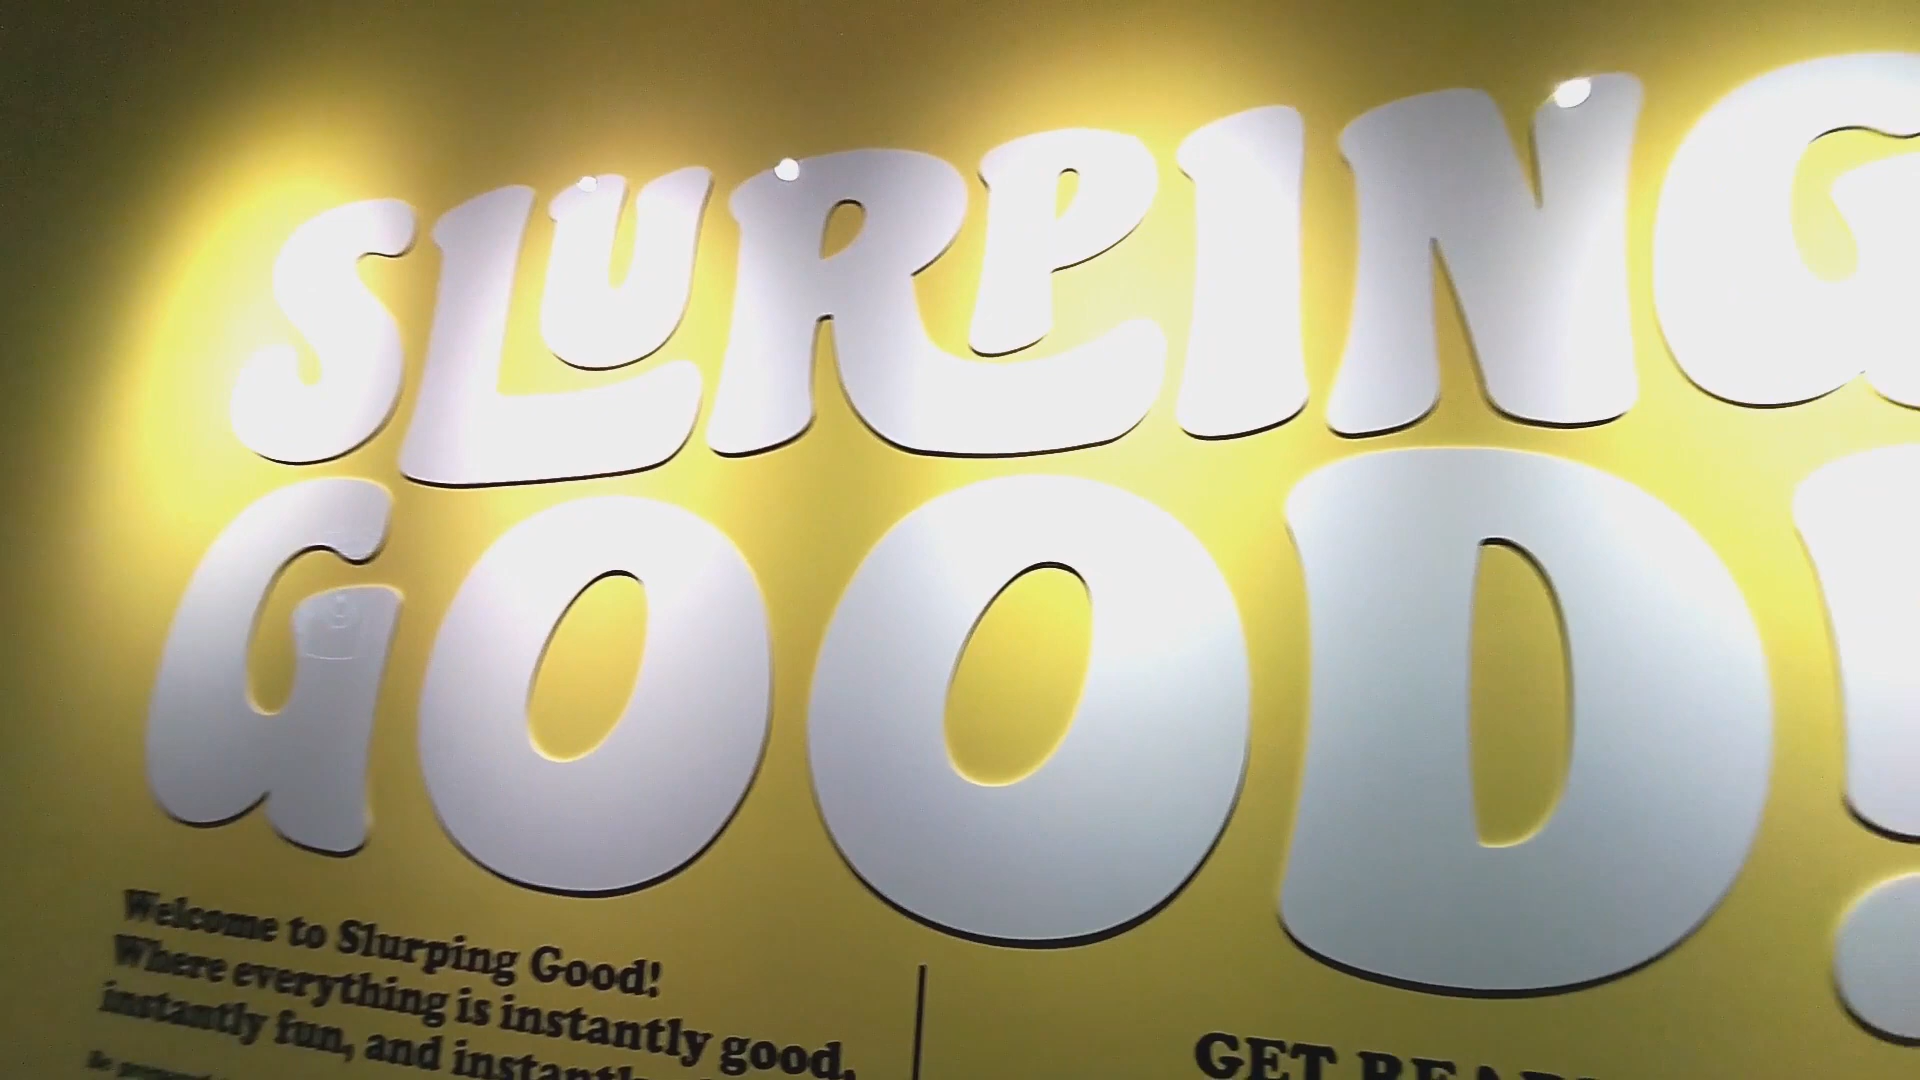 SLURPING
GOOD!
Welcome to Slurping Good!
Where everything is instantly good,
instantly fun, and
GET